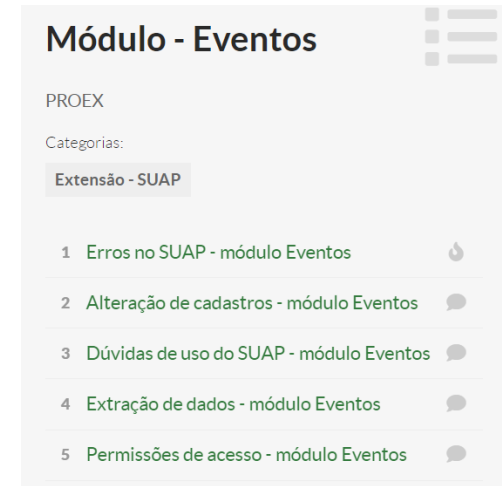 Módulo - Eventos
PROEX
Categorias:
Extensão - SUAP
1 Erros no SUAP - módulo Eventos
2 Alteração de cadastros - módulo Eventos
3 Dúvidas de uso do SUAP - módulo Eventos
4 Extração de dados - módulo Eventos
5 Permissões de acesso - módulo Eventos